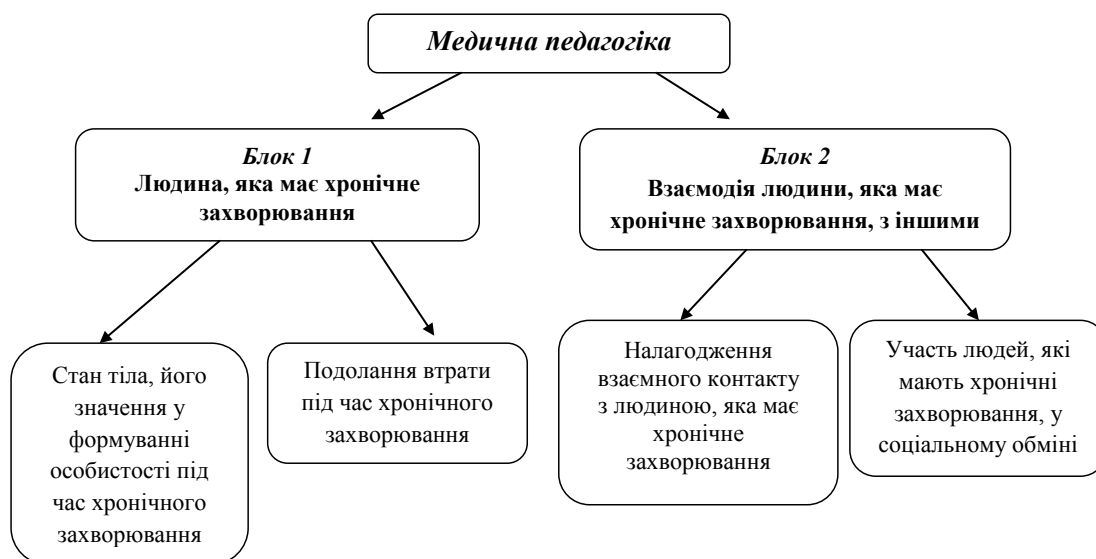 Медична педагогіка
Блок 1
Людина, яка має хронічне
захворювання
Блок 2
Взаємодія людини, яка має
хронічне захворювання, з іншими
Стан тіла, його
значення у
формуванні
особистості під
час хронічного
захворювання
Подолання втрати
під час хронічного
захворювання
Налагодження
взаємного контакту
з людиною, яка має
хронічне
захворювання
Участь людей, які
мають хронічні
захворювання, у
соціальному обміні